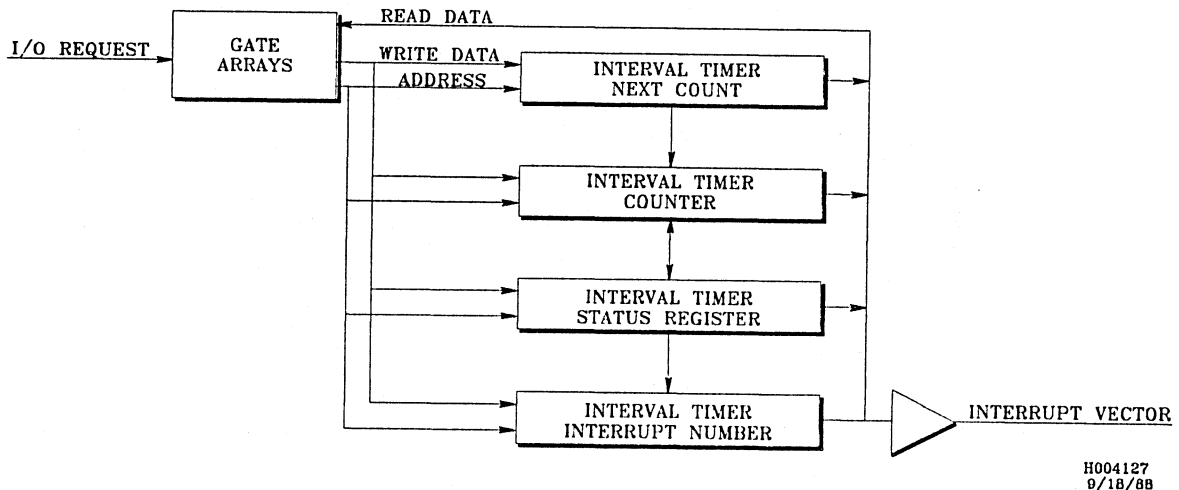 READ DATA
I/O REQUEST
GATE
ARRAYS
WRITE DATA
ADDRESS
INTERVAL TIMER
NEXT COUNT
INTERVAL TIMER
COUNTER
INTERVAL TIMER
STATUS REGISTER
INTERVAL TIMER
INTERRUPT NUMBER
INTERRUPT VECTOR
H004127
9/18/88